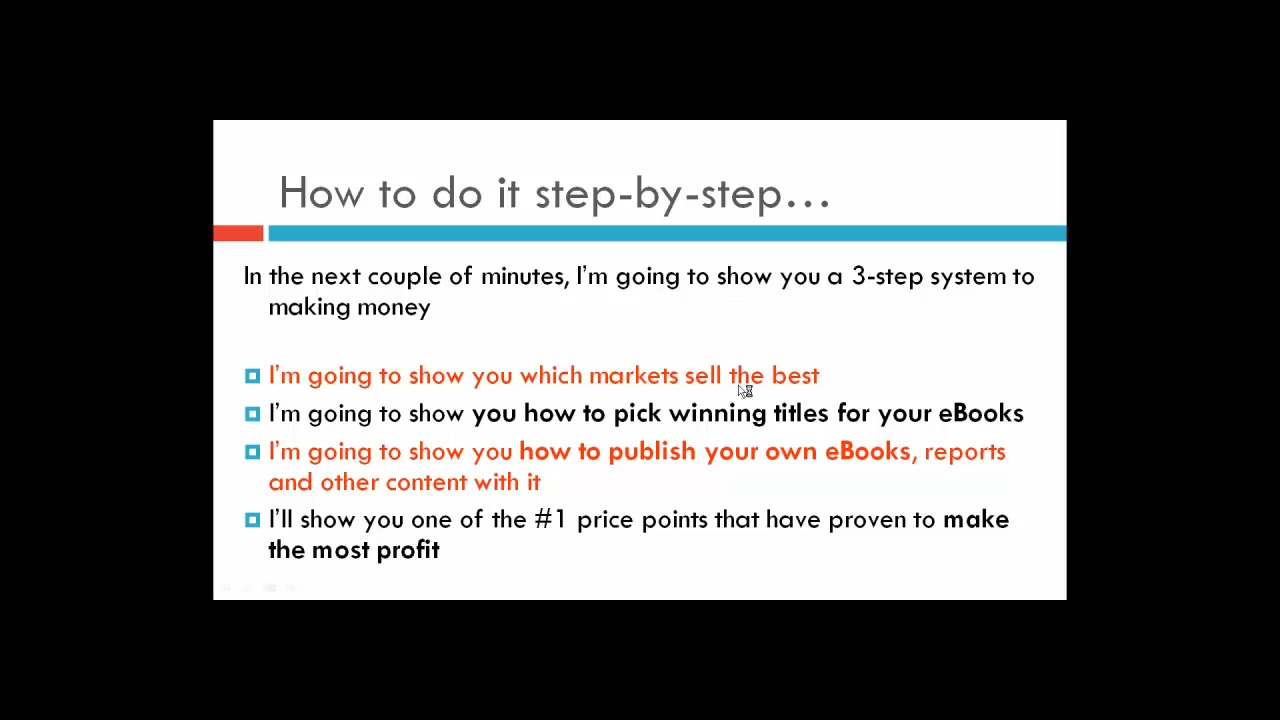 How to do it step-by-step...
In the next couple of minutes, I'm going to show you a 3-step system to
making money
I'm going to show you which markets sell the best
I'm going to show you how to pick winning titles for your eBooks
I'm going to show you how to publish your own eBooks, reports
and other content with it
I'll show you one of the #1 price points that have proven to make
the most profit